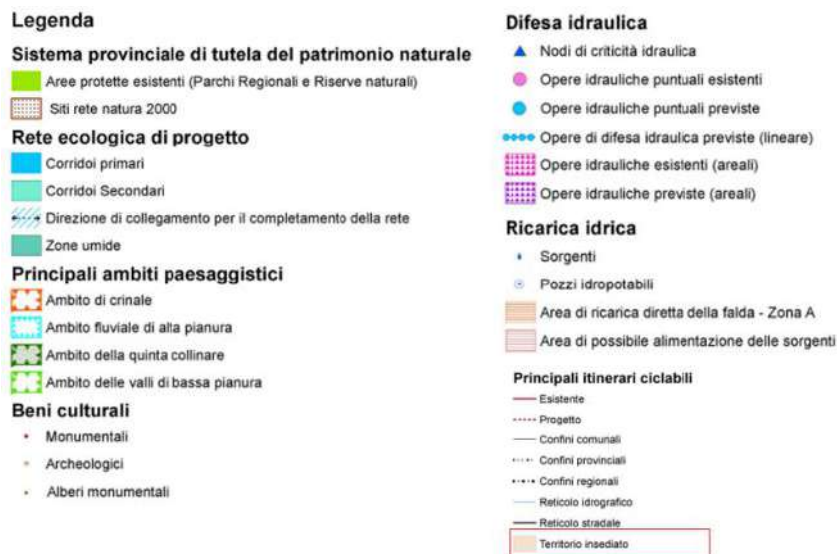 Legenda
Sistema provinciale di tutela del patrimonio naturale
Aree protette esistenti (Parchi Regionali e Riserve naturali)
Siti rete natura 2000
Rete ecologica di progetto
Corridoi primari
Corridoi Secondari
Direzione di collegamento per il completamento della rete
Zone umide
Principali ambiti paesaggistici
Ambito di crinale
Ambito fluviale di alta pianura
Ambito della quinta collinare
Ambito delle valli di bassa pianura
Beni culturali
Monumentali
Archeologici
Alberi monumentali
Difesa idraulica
Nodi di criticità idraulica
Opere idrauliche puntuali esistenti
Opere idrauliche puntuali previste
Opere di difesa idraulica previste (lineare)
Opere idrauliche esistenti (areali)
Opere idrauliche previste (areali)
Ricarica idrica
Sorgenti
Pozzi idropotabili
Area di ricarica diretta della falda - Zona A
Area di possibile alimentazione delle sorgenti
Principali itinerari ciclabili
Esistente
Progetto
Confini comunali
Confini provinciali
Confini regionali
Reticolo idrografico
Reticolo stradale
Territorio insediato